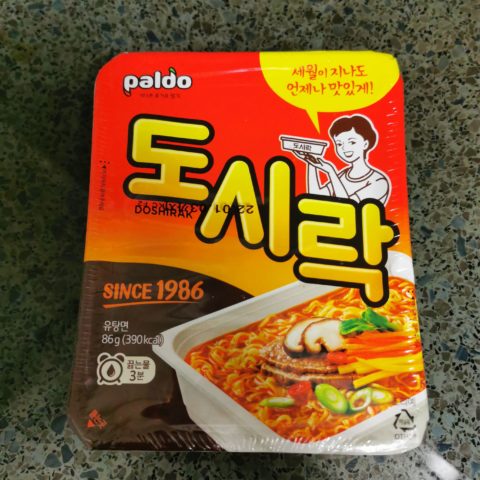 paldo
세월이 지나도
언제나 맛있게!
도시락
도시락
DOSHIRAK
SINCE 1986
유탕면
86g (390kcal)
끓는물
3분
OTHER